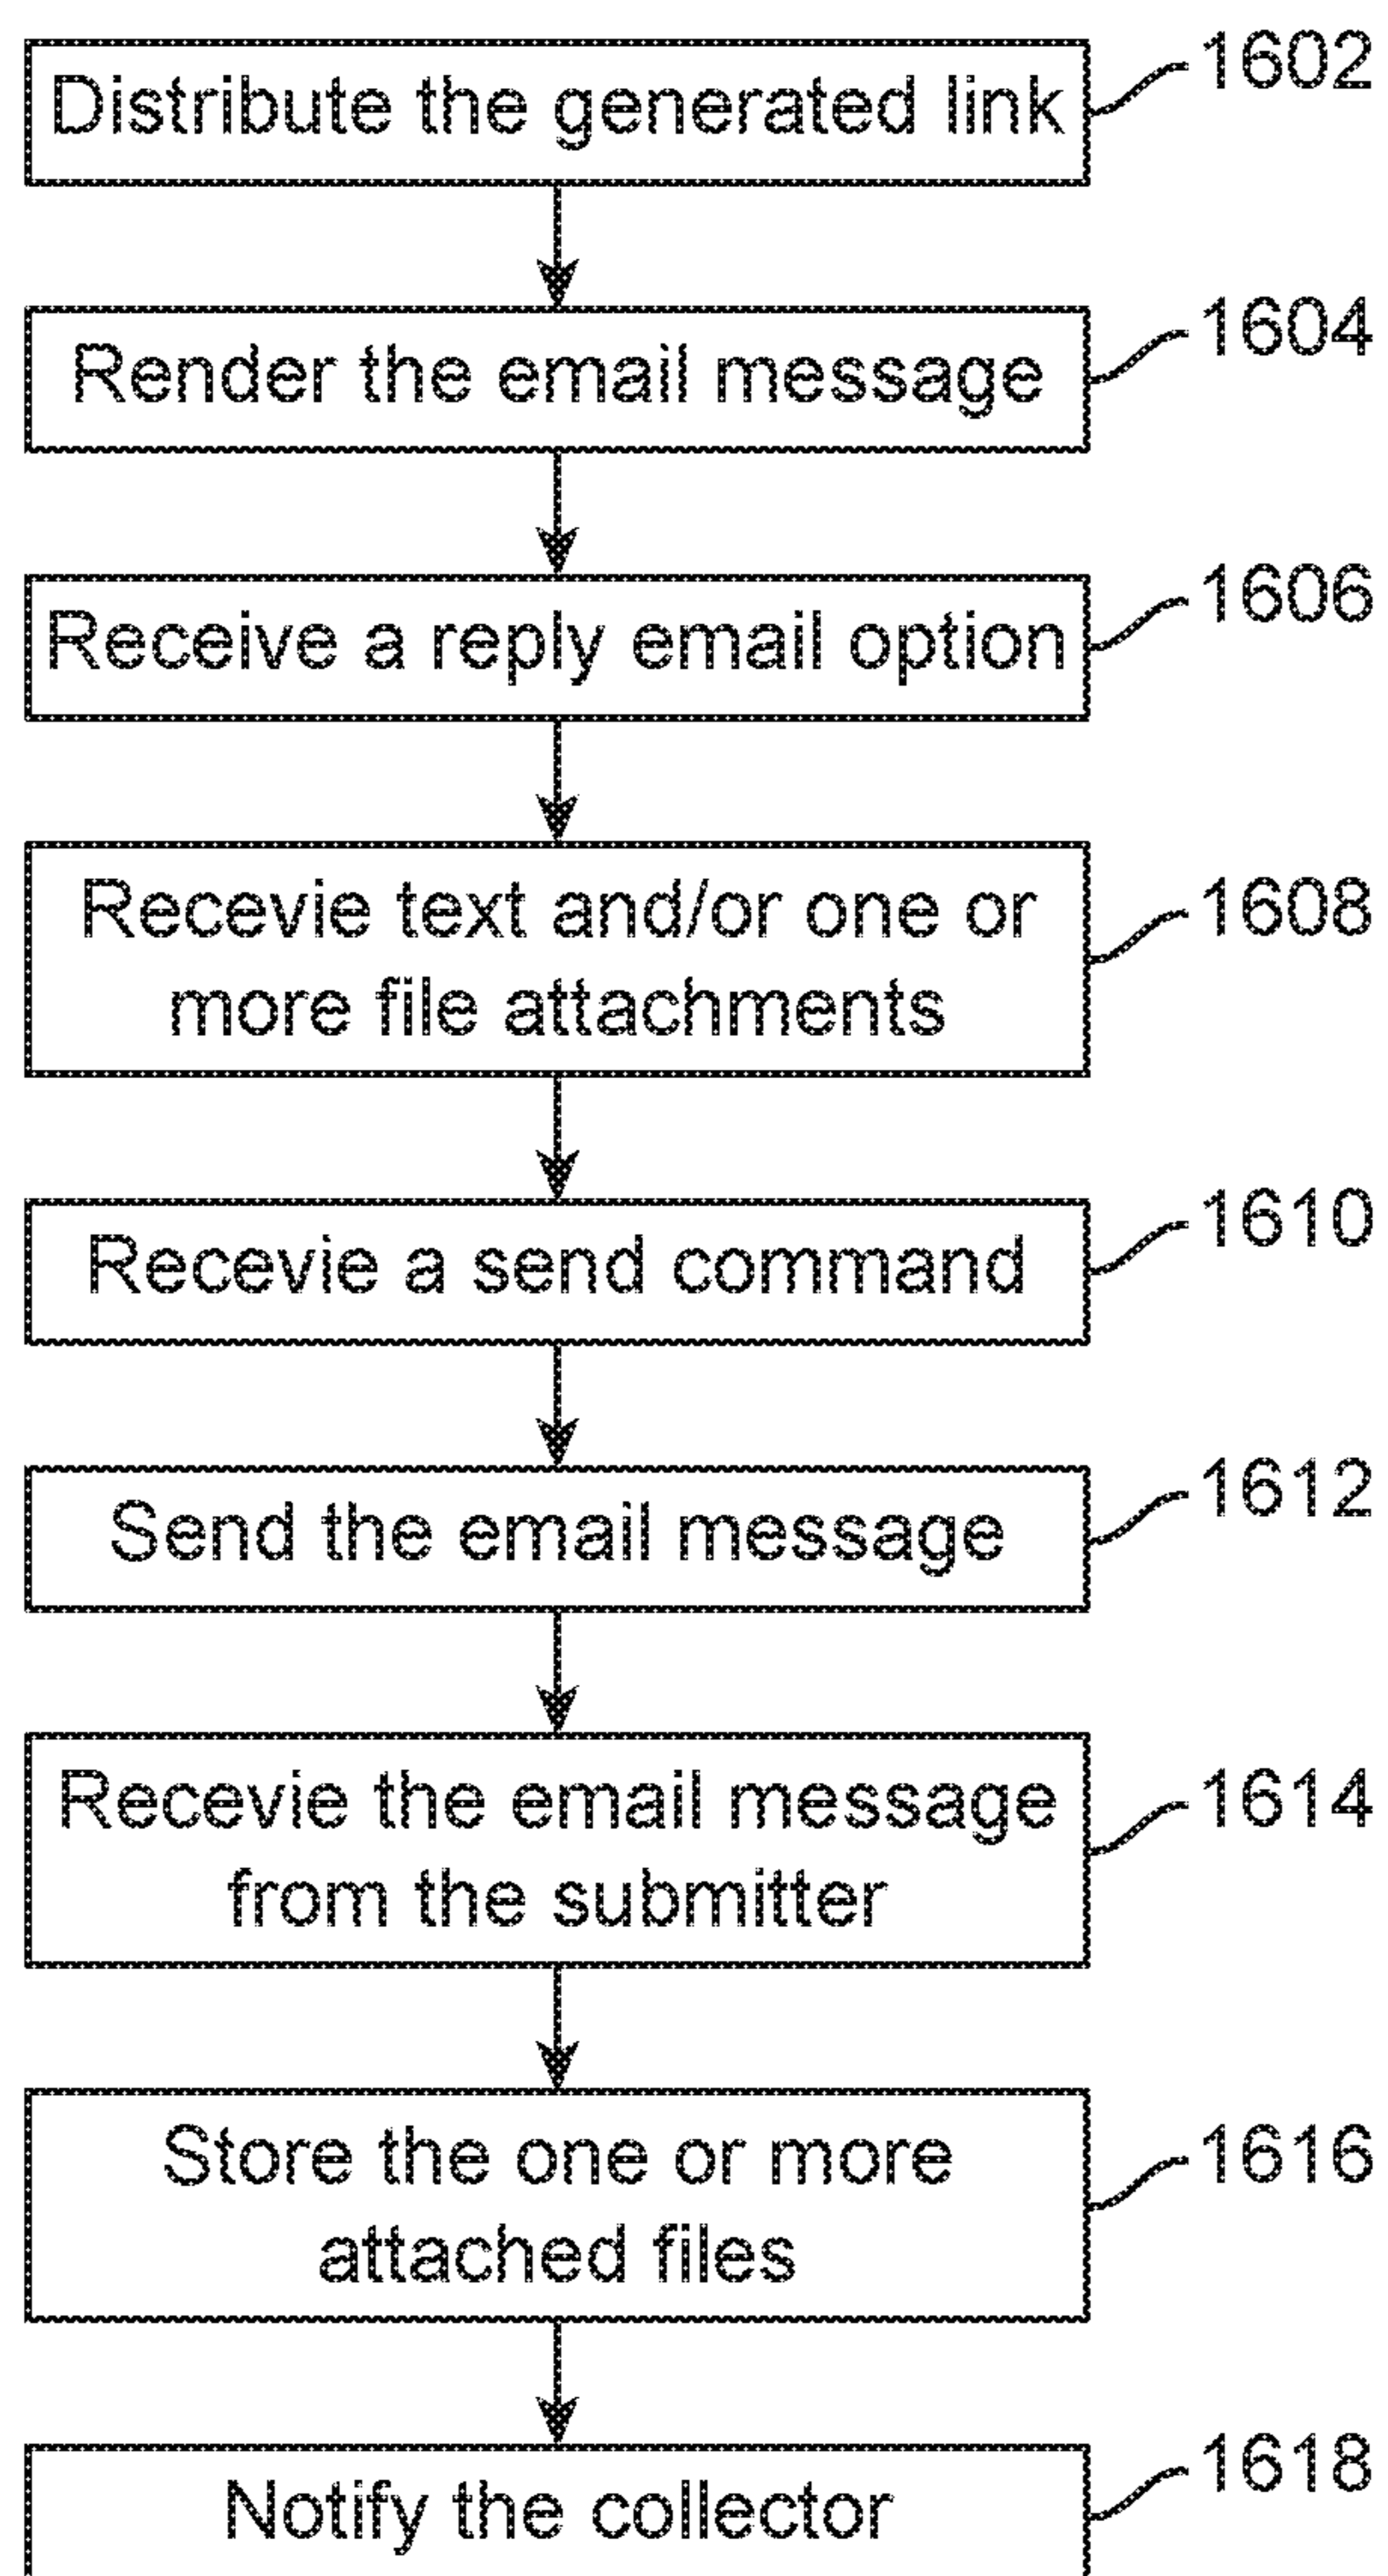 Distribute the generated link
1602
Render the email message
1604
Receive a reply email option
1606
Recevie text and/or one or
more file attachments
1608
Recevie a send command
1610
Send the email message
1612
Recevie the email message
from the submitter
1614
Store the one or more
attached files
1616
Notify the collector
1618